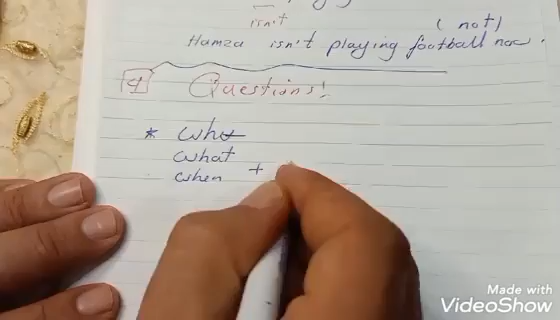 isn't
( not)
Hamza isn't playing football now.
4 Questions!
* who
what
when +
Made with
VideoShow